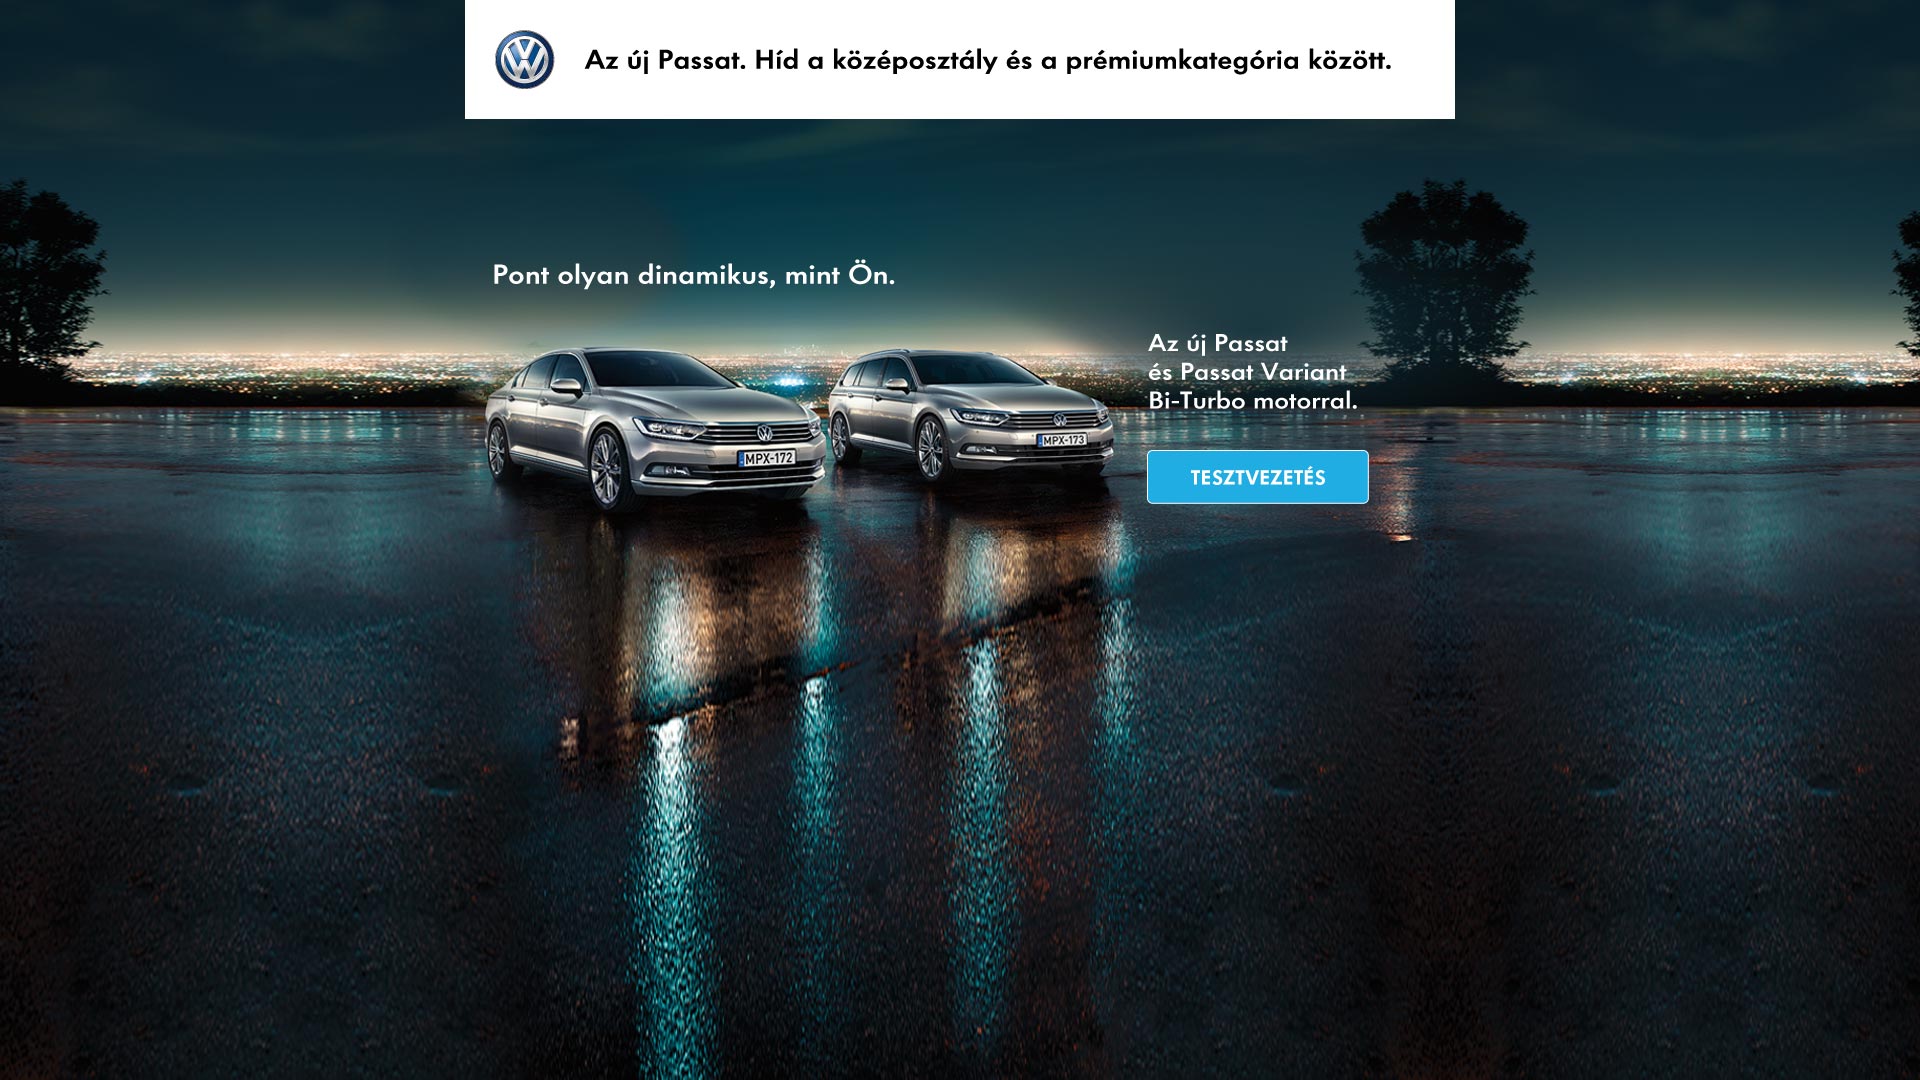 Az új Passat. Híd a középosztály és a prémiumkategória között.
Pont olyan dinamikus, mint Ön.
Az új Passat
és Passat Variant
Bi-Turbo motorral.
MPX-173
MPX-172
TESZTVEZETÉS